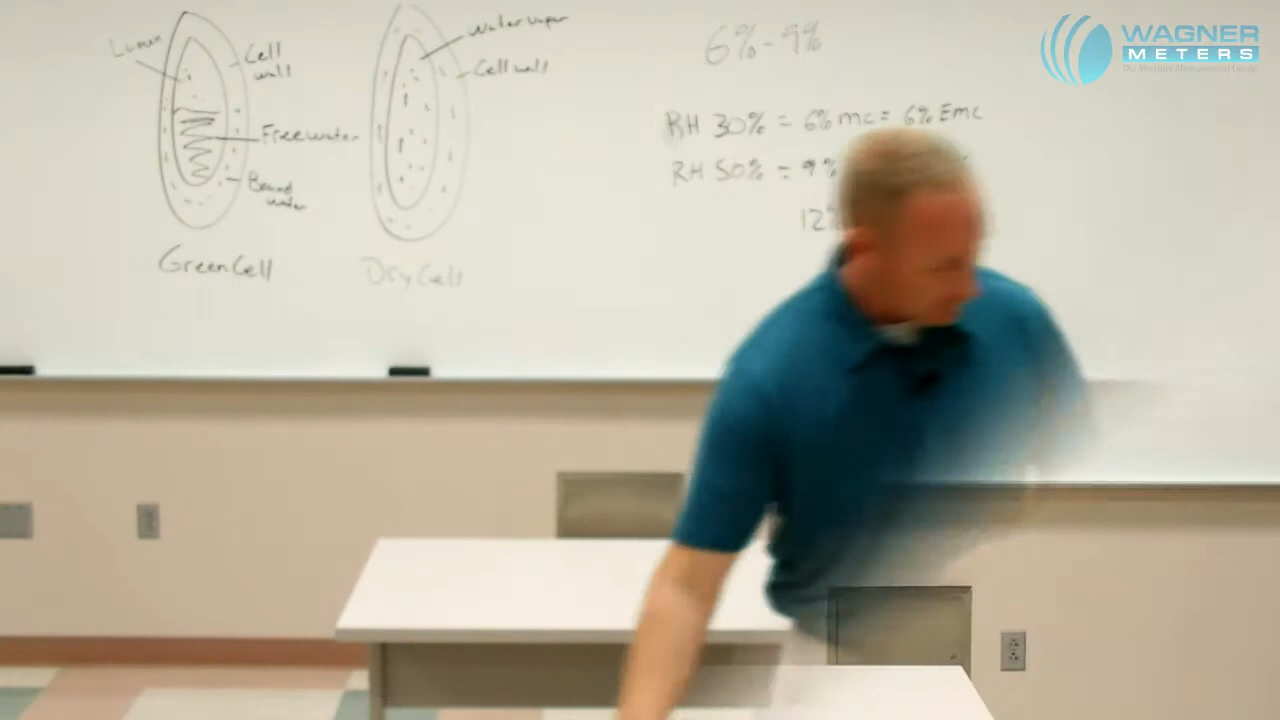 Lumen
Cell
wall
Free water
Bound
water
Green Cell
Water vapor
Cell wall
Dry Cell
6% - 9%
RH 30% = 6% mc = 6% Emc
RH 50% = 9%
12%
WAGNER
METERS